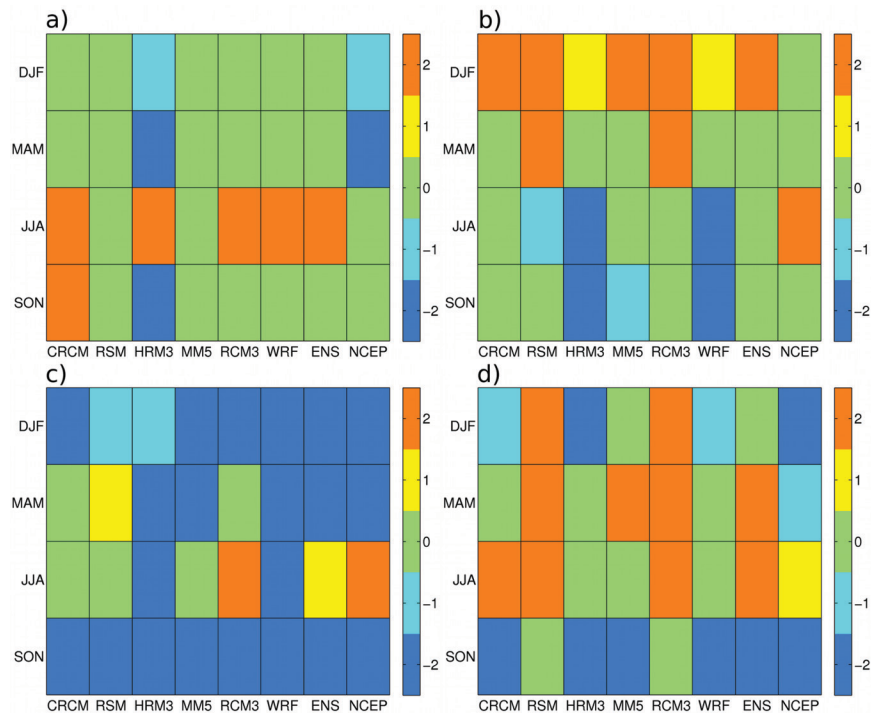 a)
DJF
MAM
JJA
SON
CRCM RSM HRM3 MM5 RCM3 WRF ENS NCEP
2
1
0
-1
-2
b)
DJF
MAM
JJA
SON
CRCM RSM HRM3 MM5 RCM3 WRF ENS NCEP
2
1
0
-1
-2
c)
DJF
MAM
JJA
SON
CRCM RSM HRM3 MM5 RCM3 WRF ENS NCEP
2
1
0
-1
-2
d)
DJF
MAM
JJA
SON
CRCM RSM HRM3 MM5 RCM3 WRF ENS NCEP
2
1
0
-1
-2